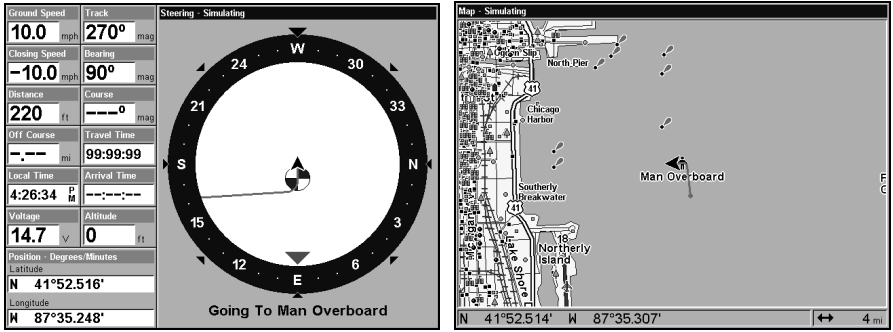 Ground Speed
Track
10.0 mph
270° mag
Closing Speed
Bearing
-10.0 mph
90° mag
Distance
Course
220 ft
---° mag
Off Course
Travel Time
-.-- mi
99:99:99
Local Time
Arrival Time
4:26:34 PM
--:--:--
Voltage
Altitude
14.7 V
0 ft
Position - Degrees/Minutes
Latitude
N 41°52.516'
Longitude
W 87°35.248'
Steering - Simulating
W
24
30
21
33
S
N
15
3
12
6
E
Going To Man Overboard
Map - Simulating
Ogden Slip
North Pier
41
Chicago
Harbor
Man Overboard
Southerly
Breakwater
41
18
Northerly
Island
Lake Shore
N 41°52.514' W 87°35.307'
4 mi